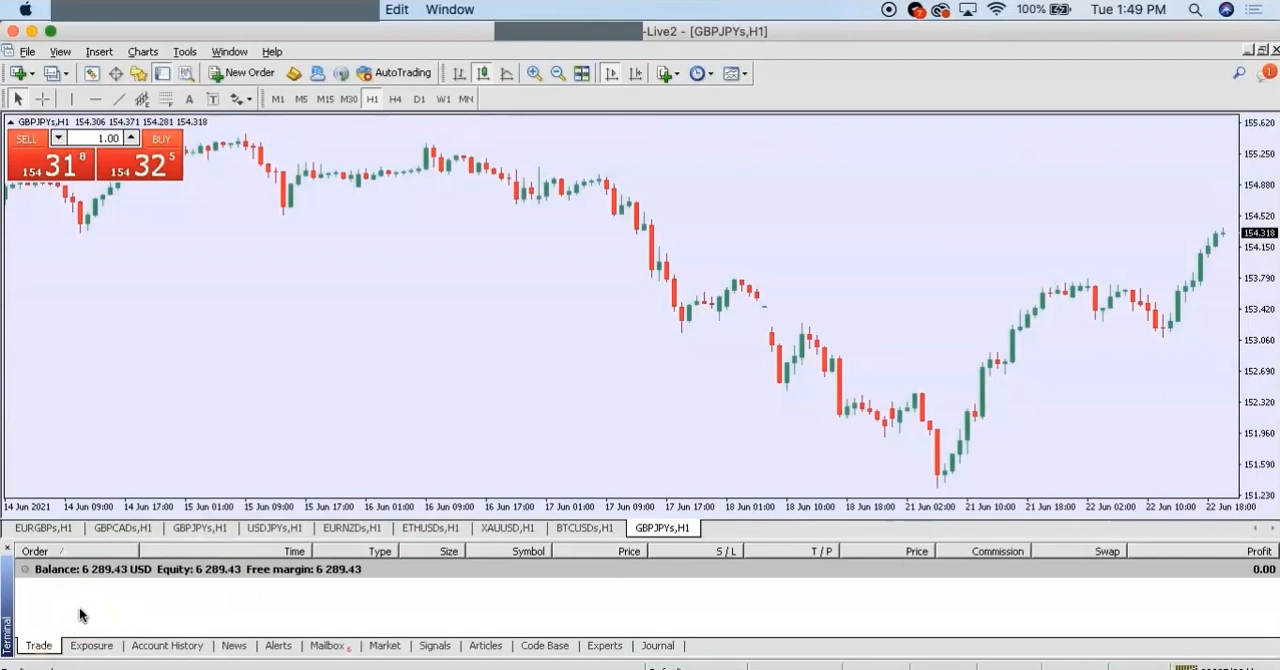 Edit Window 100% Tue 1:49 PM
-Live2 - [GBPJPYs,H1]
File View Insert Charts Tools Window Help
New Order AutoTrading 1
A T M1 M5 M15 M30 H1 H4 D1 W1 MN
GBPJPYs,H1 154.306 154.371 154.281 154.318
SELL 1.00 BUY
154 31 8 154 32 5
155.620
155.250
154.880
154.520
154.318
154.150
153.790
153.420
153.060
152.690
152.320
151.960
151.590
151.230
14 Jun 2021 14 Jun 09:00 14 Jun 17:00 15 Jun 01:00 15 Jun 09:00 15 Jun 17:00 16 Jun 01:00 16 Jun 09:00 16 Jun 17:00 17 Jun 01:00 17 Jun 09:00 17 Jun 17:00 18 Jun 02:00 18 Jun 10:00 18 Jun 18:00 21 Jun 02:00 21 Jun 10:00 21 Jun 18:00 22 Jun 02:00 22 Jun 10:00 22 Jun 18:00
EURGBPs,H1 GBPCADs,H1 GBPJPYs,H1 USDJPYs,H1 EURNZDs,H1 ETHUSDs,H1 XAUUSD,H1 BTCUSDs,H1 GBPJPYs,H1
Order / Time Type Size Symbol Price S / L T / P Price Commission Swap Profit
Balance: 6 289.43 USD Equity: 6 289.43 Free margin: 6 289.43 0.00
Terminal
Trade Exposure Account History News Alerts Mailbox 6 Market Signals Articles Code Base Experts Journal